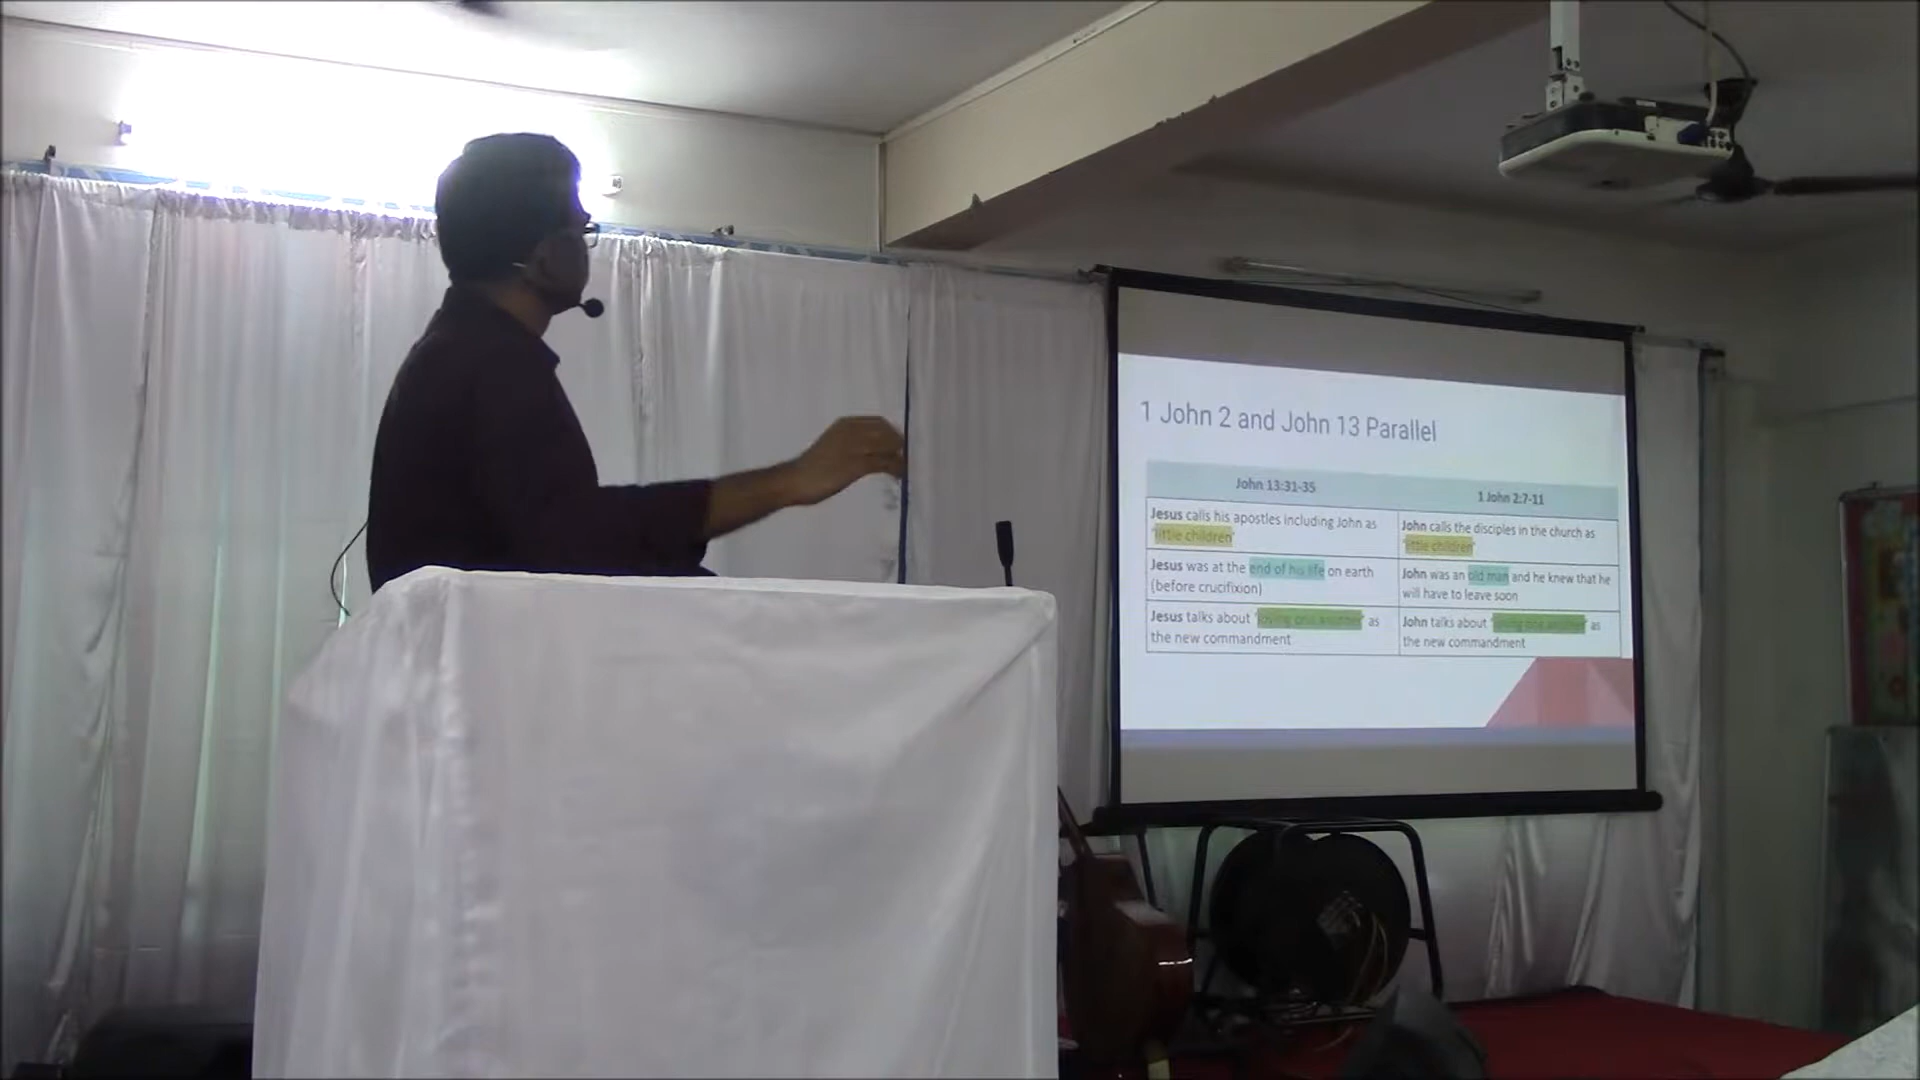 1 John 2 and John 13 Parallel
John 13:31-35
1 John 2:7-11
Jesus calls his apostles including John as
"little children"
John calls the disciples in the church as
"little children"
Jesus was at the end of his life on earth
(before crucifixion)
John was an old man and he knew that he
will have to leave soon
Jesus talks about "loving one another" as
the new commandment
John talks about "loving one another" as
the new commandment